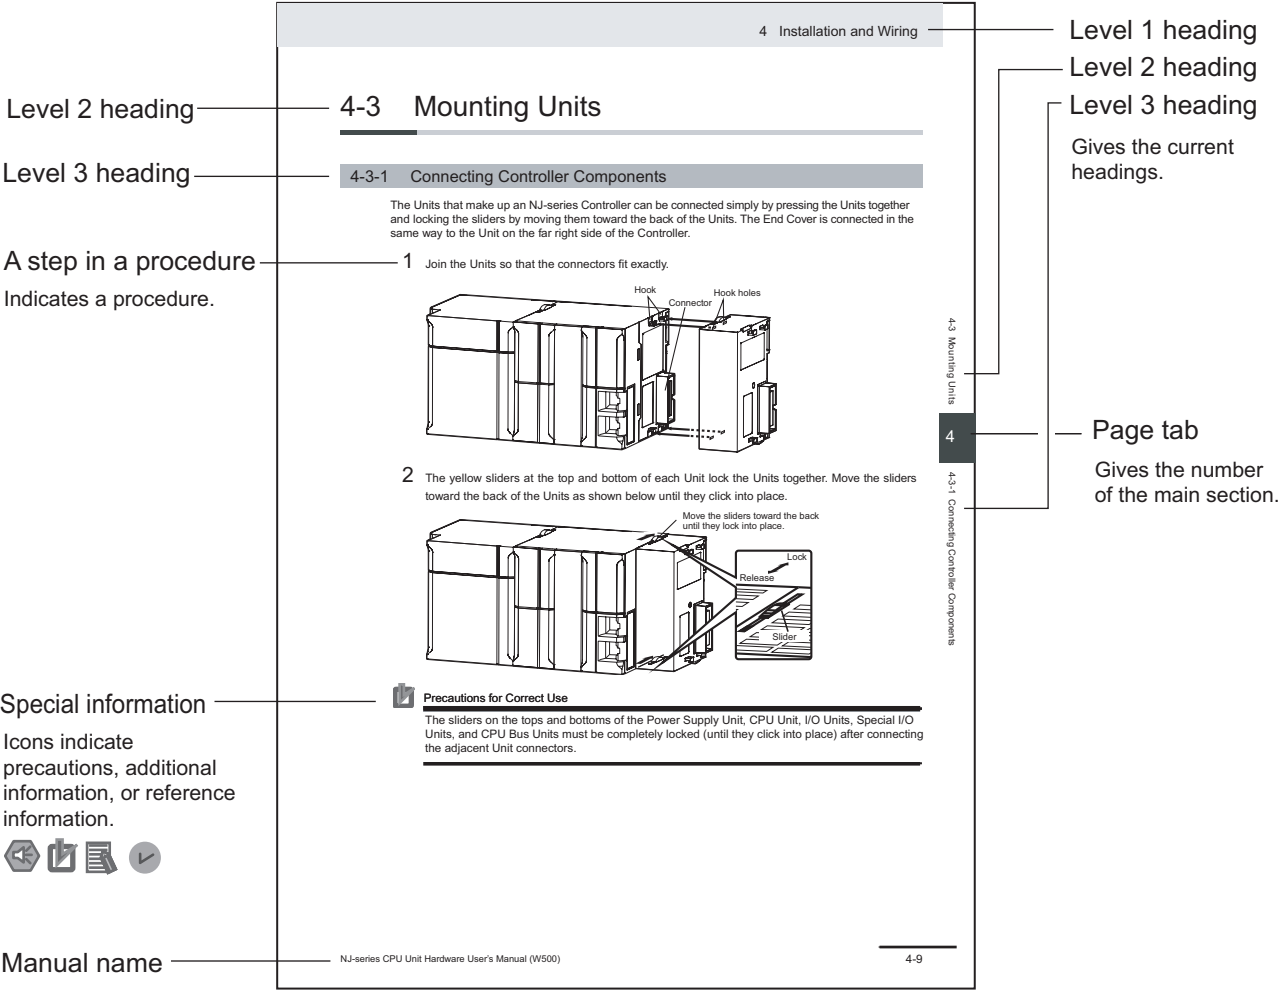 4 Installation and Wiring
Level 1 heading
Level 2 heading
Level 3 heading
Gives the current
headings.
Level 2 heading
4-3 Mounting Units
Level 3 heading
4-3-1 Connecting Controller Components
The Units that make up an NJ-series Controller can be connected simply by pressing the Units together
and locking the sliders by moving them toward the back of the Units. The End Cover is connected in the
same way to the Unit on the far right side of the Controller.
A step in a procedure
Indicates a procedure.
1 Join the Units so that the connectors fit exactly.
Hook
Connector
Hook holes
4-3 Mounting Units
4
Page tab
Gives the number
of the main section.
4-3-1 Connecting Controller Components
2 The yellow sliders at the top and bottom of each Unit lock the Units together. Move the sliders
toward the back of the Units as shown below until they click into place.
Move the sliders toward the back
until they lock into place.
Lock
Release
Slider
Special information
Icons indicate
precautions, additional
information, or reference
information.
Precautions for Correct Use
The sliders on the tops and bottoms of the Power Supply Unit, CPU Unit, I/O Units, Special I/O
Units, and CPU Bus Units must be completely locked (until they click into place) after connecting
the adjacent Unit connectors.
Manual name
NJ-series CPU Unit Hardware User's Manual (W500)
4-9